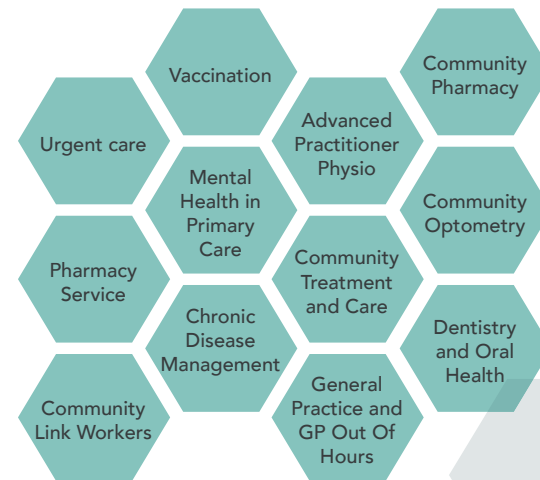 Vaccination
Community
Pharmacy
Urgent care
Advanced
Practitioner
Physio
Mental
Health in
Primary
Care
Community
Optometry
Pharmacy
Service
Community
Treatment
and Care
Chronic
Disease
Management
Dentistry
and Oral
Health
Community
Link Workers
General
Practice and
GP Out Of
Hours